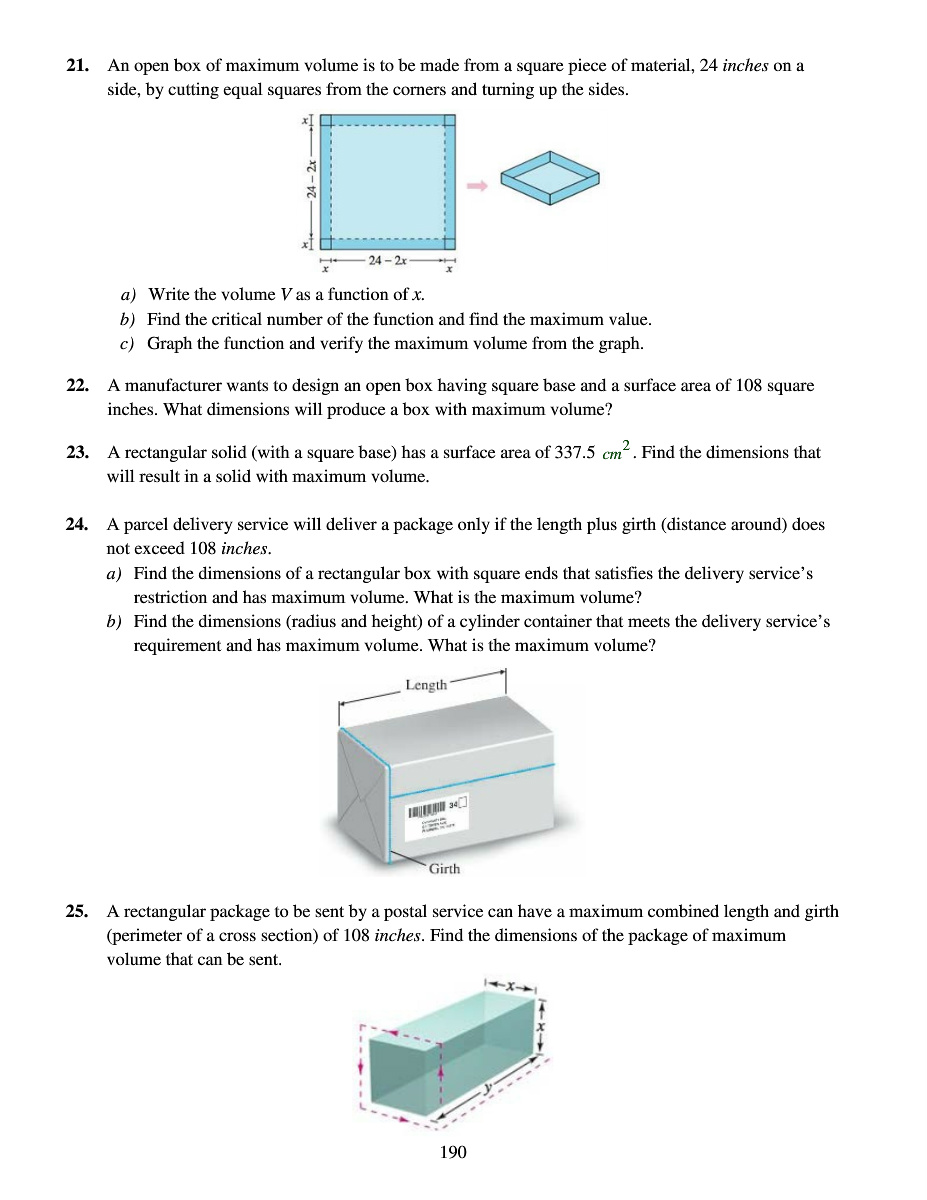 21. An open box of maximum volume is to be made from a square piece of material, 24 inches on a
side, by cutting equal squares from the corners and turning up the sides.
x
24 – 2x
x
24 – 2x
x x
a) Write the volume V as a function of x.
b) Find the critical number of the function and find the maximum value.
c) Graph the function and verify the maximum volume from the graph.
22. A manufacturer wants to design an open box having square base and a surface area of 108 square
inches. What dimensions will produce a box with maximum volume?
23. A rectangular solid (with a square base) has a surface area of 337.5 cm². Find the dimensions that
will result in a solid with maximum volume.
24. A parcel delivery service will deliver a package only if the length plus girth (distance around) does
not exceed 108 inches.
a) Find the dimensions of a rectangular box with square ends that satisfies the delivery service’s
restriction and has maximum volume. What is the maximum volume?
b) Find the dimensions (radius and height) of a cylinder container that meets the delivery service’s
requirement and has maximum volume. What is the maximum volume?
Length
34
Girth
25. A rectangular package to be sent by a postal service can have a maximum combined length and girth
(perimeter of a cross section) of 108 inches. Find the dimensions of the package of maximum
volume that can be sent.
x
x
y
190